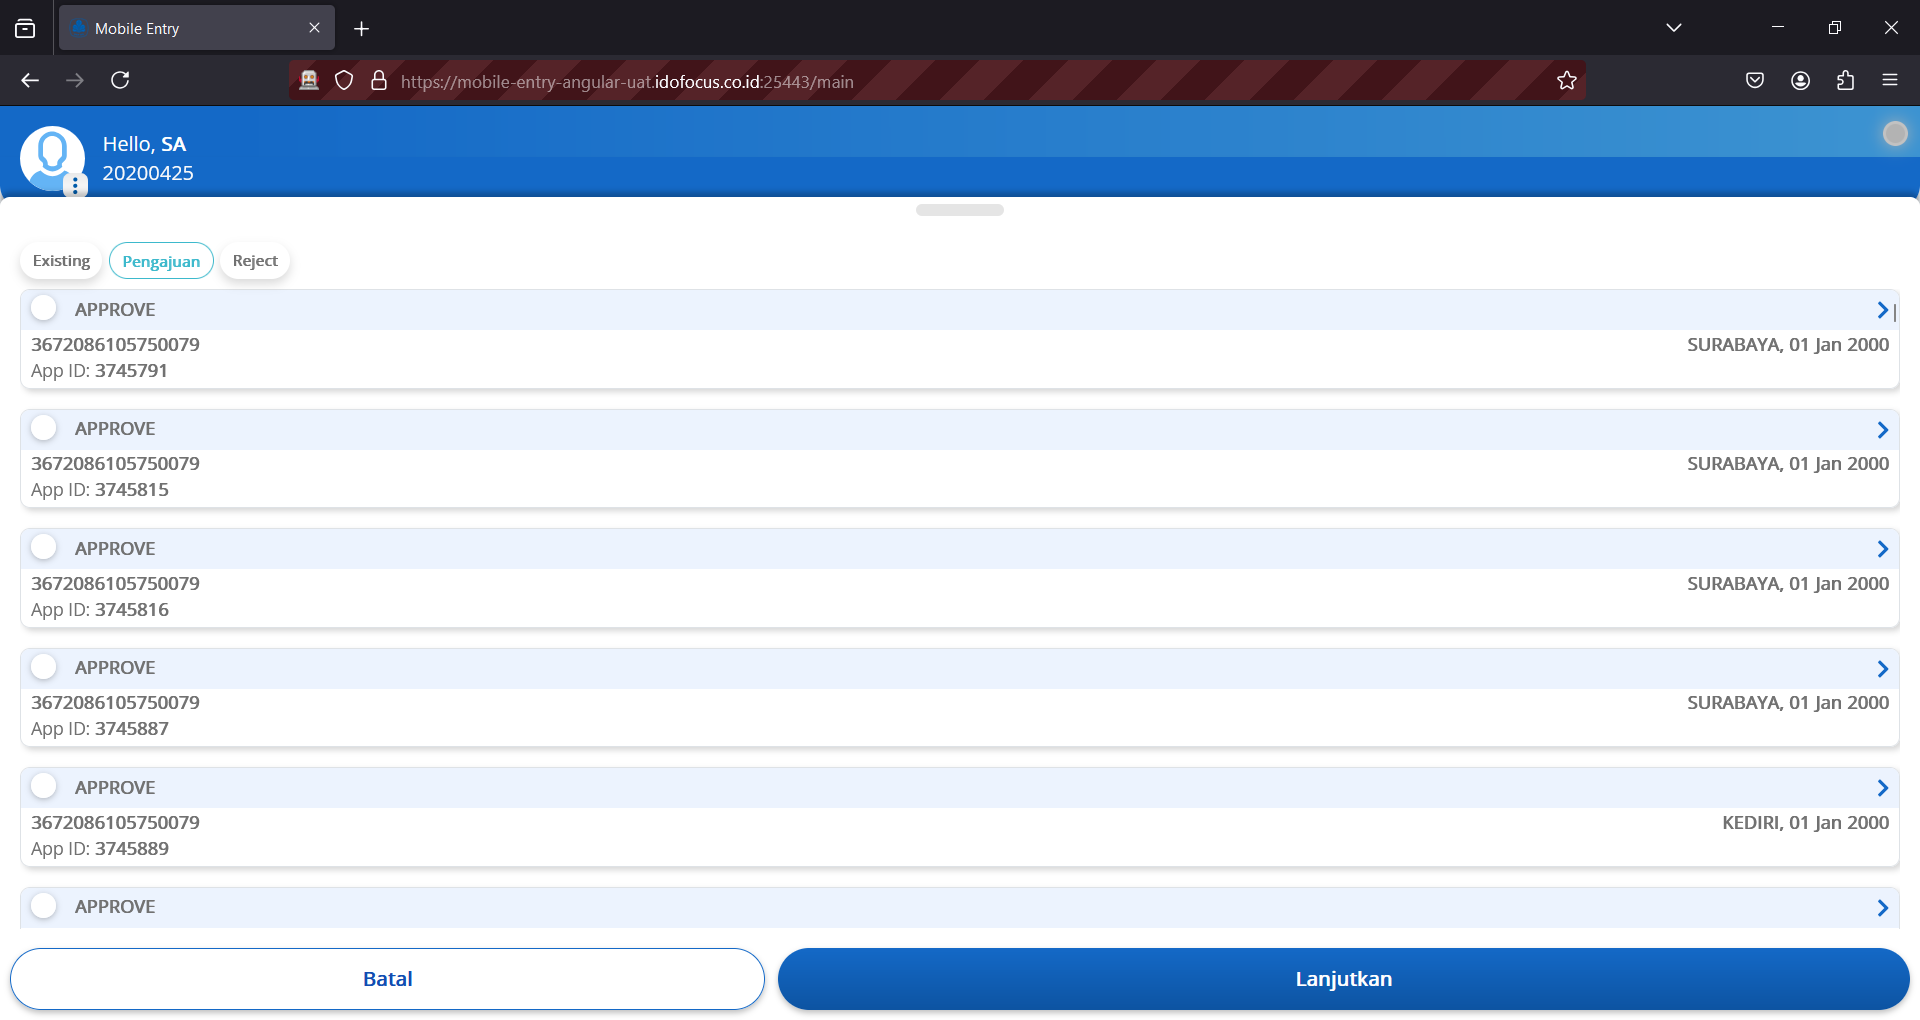 Mobile Entry
https://mobile-entry-angular-uat.idofocus.co.id:25443/main
Hello, SA
20200425
Existing Pengajuan Reject
APPROVE
3672086105750079 SURABAYA, 01 Jan 2000
App ID: 3745791
APPROVE
3672086105750079 SURABAYA, 01 Jan 2000
App ID: 3745815
APPROVE
3672086105750079 SURABAYA, 01 Jan 2000
App ID: 3745816
APPROVE
3672086105750079 SURABAYA, 01 Jan 2000
App ID: 3745887
APPROVE
3672086105750079 KEDIRI, 01 Jan 2000
App ID: 3745889
APPROVE
Batal Lanjutkan